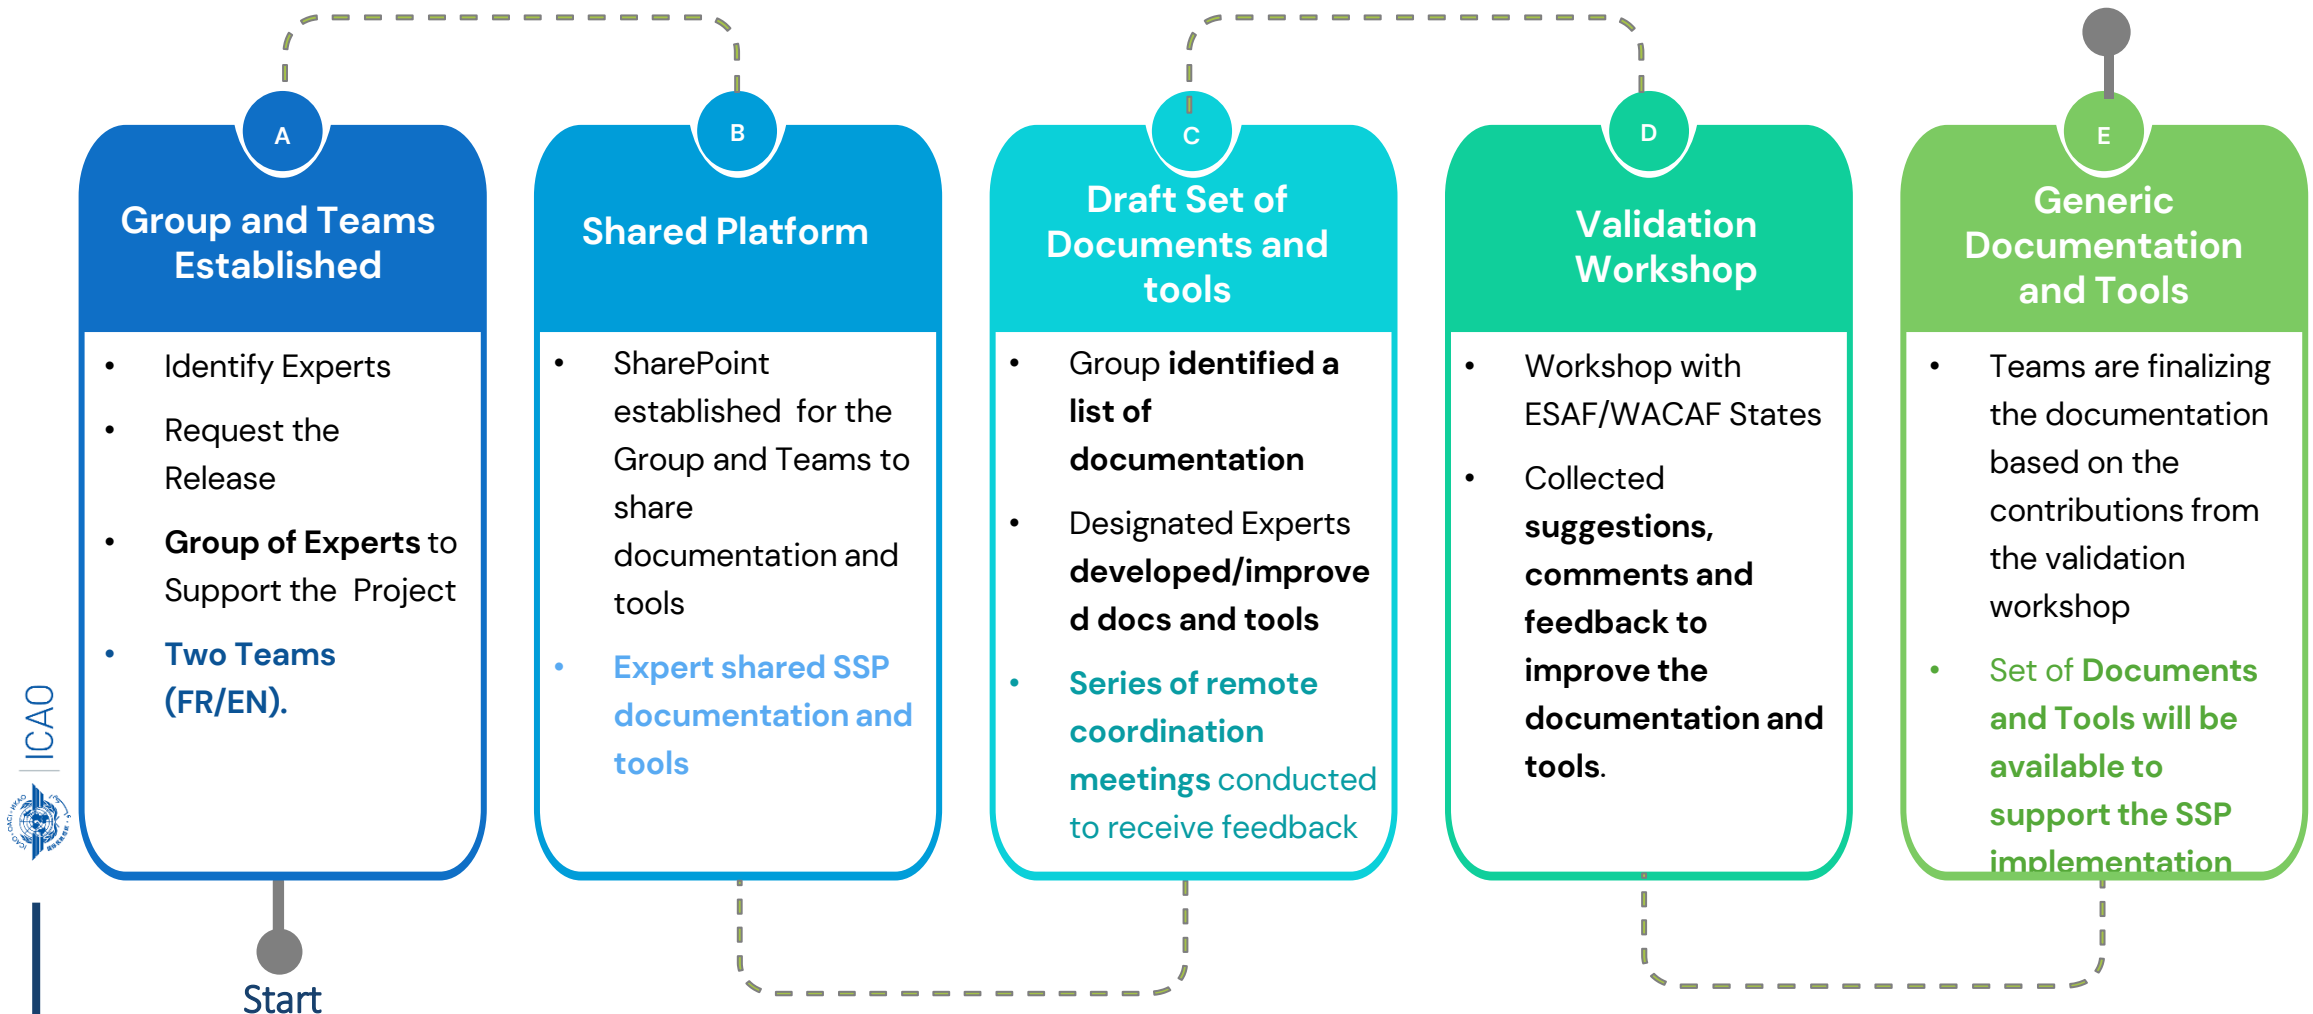 A
Group and Teams
Established
• Identify Experts
• Request the
Release
• Group of Experts to
Support the Project
• Two Teams
(FR/EN).
Start
B
Shared Platform
• SharePoint
established for the
Group and Teams to
share
documentation and
tools
• Expert shared SSP
documentation and
tools
C
Draft Set of
Documents and
tools
• Group identified a
list of
documentation
• Designated Experts
developed/improve
d docs and tools
• Series of remote
coordination
meetings conducted
to receive feedback
D
Validation
Workshop
• Workshop with
ESAF/WACAF States
• Collected
suggestions,
comments and
feedback to
improve the
documentation and
tools.
E
Generic
Documentation
and Tools
• Teams are finalizing
the documentation
based on the
contributions from
the validation
workshop
• Set of Documents
and Tools will be
available to
support the SSP
implementation
ICAO